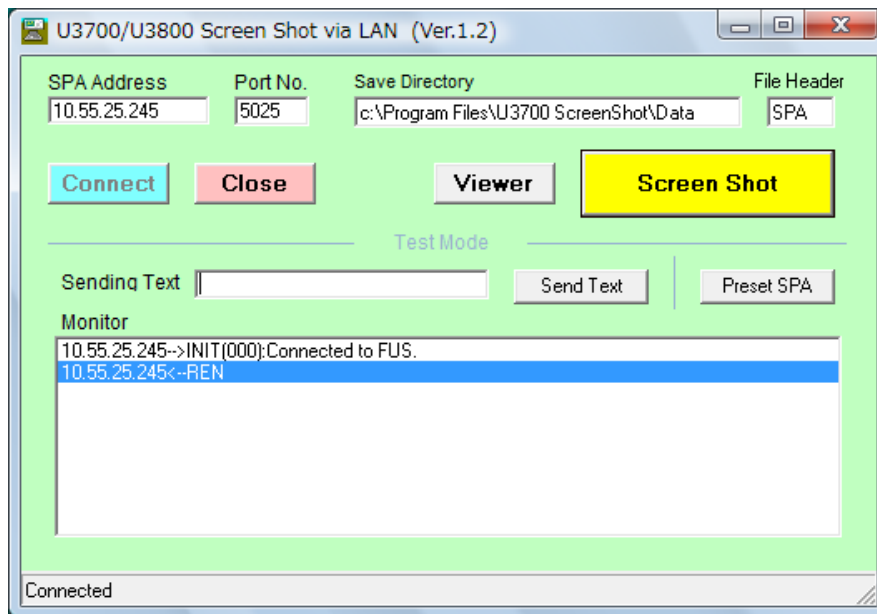 U3700/U3800 Screen Shot via LAN (Ver.1.2)
SPA Address Port No. Save Directory File Header
10.55.25.245 5025 c:\Program Files\U3700 ScreenShot\Data SPA
Connect Close Viewer Screen Shot
Test Mode
Sending Text Send Text Preset SPA
Monitor
10.55.25.245-->INIT(000):Connected to FUS.
10.55.25.245<--REN
Connected